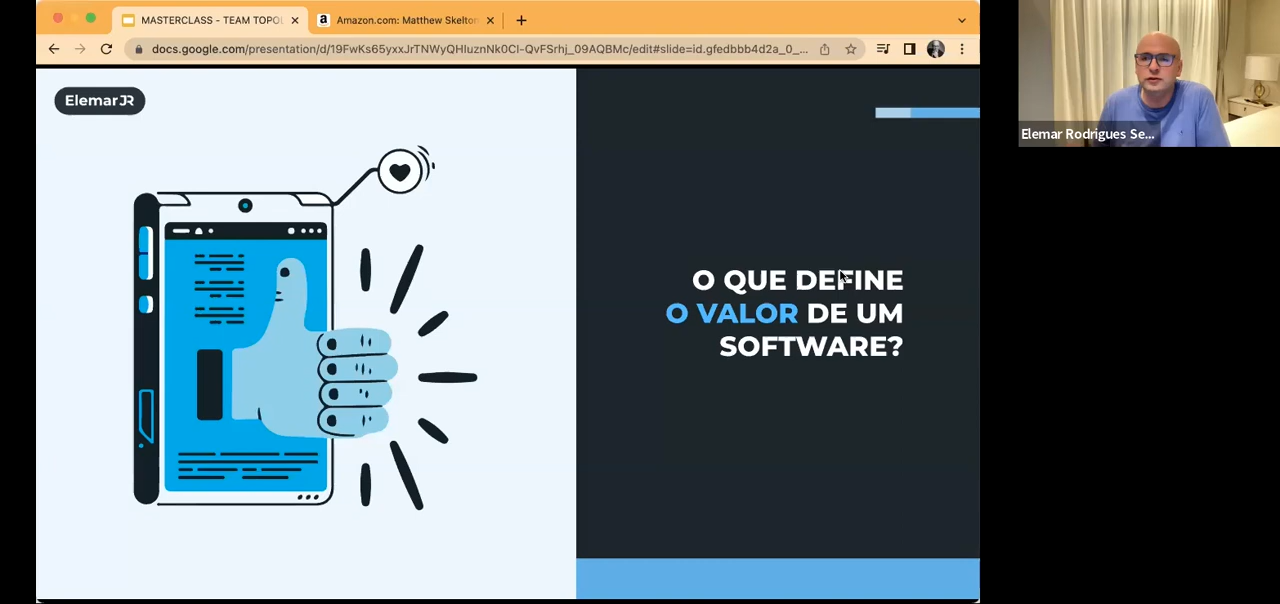 MASTERCLASS - TEAM TOPOL
Amazon.com: Matthew Skelton
docs.google.com/presentation/d/19FwKs65yxxJrTNWyQHIuznNk0CI-QvFSrhj_09AQBMc/edit#slide=id.gfedbbb4d2a_0_...
ElemarJR
O QUE DEFINE
O VALOR DE UM
SOFTWARE?
Elemar Rodrigues Se...